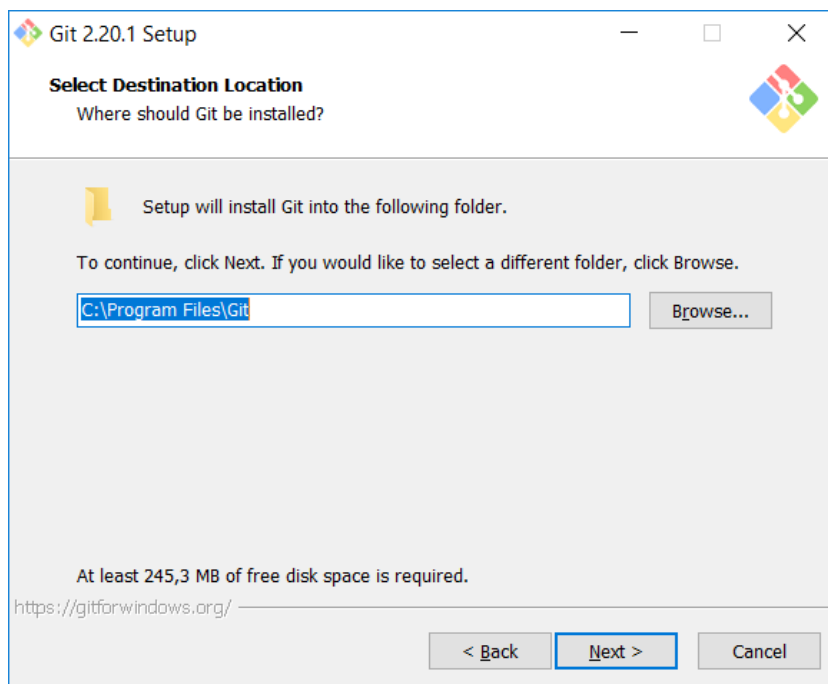 Git 2.20.1 Setup
Select Destination Location
Where should Git be installed?
Setup will install Git into the following folder.
To continue, click Next. If you would like to select a different folder, click Browse.
C:\Program Files\Git
Browse...
At least 245,3 MB of free disk space is required.
https://gitforwindows.org/
< Back
Next >
Cancel